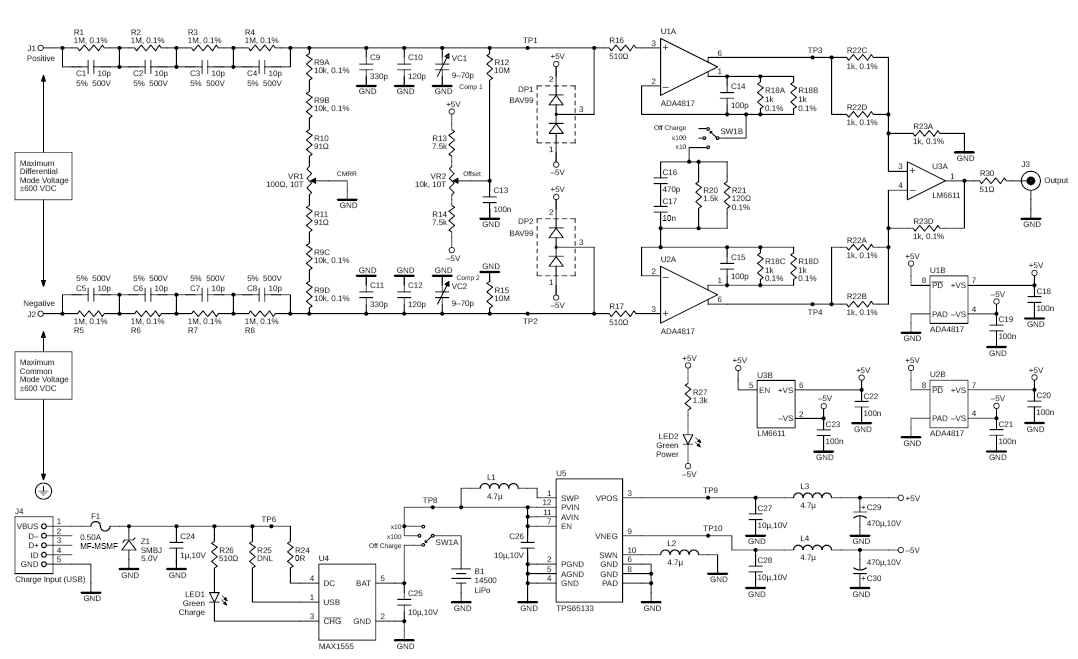 R1
1M, 0.1%
R2
1M, 0.1%
R3
1M, 0.1%
R4
1M, 0.1%
J1
Positive
C1 10p
5% 500V
C2 10p
5% 500V
C3 10p
5% 500V
C4 10p
5% 500V
R9A
10k, 0.1%
R9B
10k, 0.1%
R10
91Ω
VR1
100Ω, 10T
CMRR
GND
R11
91Ω
R9C
10k, 0.1%
R9D
10k, 0.1%
C9
330p
GND
C10
120p
GND
VC1
9–70p
GND
Comp 1
R12
10M
+5V
R13
7.5k
VR2
10k, 10T
Offset
R14
7.5k
–5V
C13
100n
GND
TP1
+5V
2
DP1
BAV99
3
1
–5V
+5V
2
DP2
BAV99
3
1
–5V
R16
510Ω
U1A
3
+
2
–
6
1
ADA4817
C14
100p
R18A
1k
0.1%
R18B
1k
0.1%
TP3
R22C
1k, 0.1%
R22D
1k, 0.1%
R23A
1k, 0.1%
GND
Off Charge
x100
x10
SW1B
C16
470p
C17
10n
R20
1.5k
R21
120Ω
0.1%
U3A
3
+
4
–
1
LM6611
R30
51Ω
J3
Output
GND
R23D
1k, 0.1%
R22A
1k, 0.1%
R22B
1k, 0.1%
U2A
2
–
3
+
1
6
ADA4817
C15
100p
R18C
1k
0.1%
R18D
1k
0.1%
TP4
R17
510Ω
Maximum
Differential
Mode Voltage
±600 VDC
Negative
J2
5% 500V
C5 10p
5% 500V
C6 10p
5% 500V
C7 10p
5% 500V
C8 10p
1M, 0.1%
R5
1M, 0.1%
R6
1M, 0.1%
R7
1M, 0.1%
R8
GND
C11
330p
GND
C12
120p
GND
Comp 2
VC2
9–70p
GND
R15
10M
TP2
Maximum
Common
Mode Voltage
±600 VDC
+5V
U1B
8
PD
+VS
7
+5V
–5V
C18
100n
GND
PAD
–VS
4
C19
100n
GND
GND
ADA4817
+5V
R27
1.3k
LED2
Green
Power
–5V
+5V
U3B
5
EN
+VS
6
+5V
–5V
C22
100n
GND
–VS
2
C23
100n
GND
LM6611
+5V
U2B
8
PD
+VS
7
+5V
–5V
C20
100n
GND
PAD
–VS
4
C21
100n
GND
GND
ADA4817
J4
VBUS
1
D–
2
D+
3
ID
4
GND
5
Charge Input (USB)
GND
F1
0.50A
MF-MSMF
Z1
SMBJ
5.0V
GND
C24
1µ,10V
GND
R26
510Ω
R25
DNL
TP6
R24
0R
LED1
Green
Charge
U4
4
DC
BAT
5
1
USB
3
CHG
GND
2
MAX1555
C25
10µ,10V
GND
TP8
x10
x100
Off Charge
SW1A
B1
14500
LiPo
GND
L1
4.7µ
C26
10µ,10V
GND
U5
1
SWP
12
PVIN
11
AVIN
7
EN
2
PGND
5
AGND
4
GND
VPOS
3
VNEG
9
SWN
10
GND
6
GND
8
PAD
TPS65133
GND
L2
4.7µ
GND
TP9
TP10
C27
10µ,10V
GND
L3
4.7µ
+5V
+
C29
470µ,10V
GND
C28
10µ,10V
GND
L4
4.7µ
–5V
470µ,10V
+
C30
GND